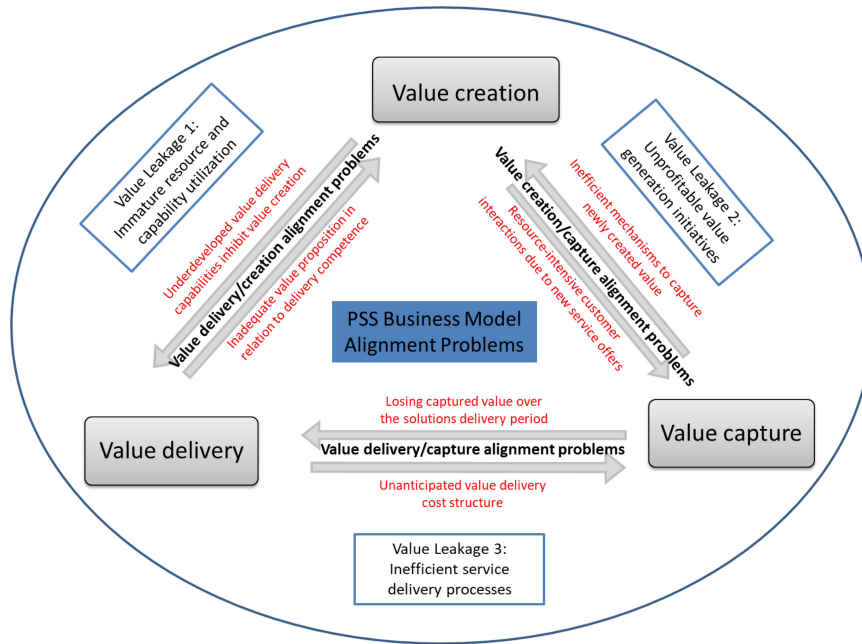 Value creation
Value Leakage 1:
Immature resource and
capability utilization
Value Leakage 2:
Unprofitable value
generation initiatives
Underdeveloped value delivery
capabilities inhibit value creation
Value delivery/creation alignment problems
Inadequate value proposition in
relation to delivery competence
Inefficient mechanisms to capture
newly created value
Value creation/capture alignment problems
Resource-intensive customer
interactions due to new service offers
PSS Business Model
Alignment Problems
Value delivery
Losing captured value over
the solutions delivery period
Value delivery/capture alignment problems
Unanticipated value delivery
cost structure
Value capture
Value Leakage 3:
Inefficient service
delivery processes